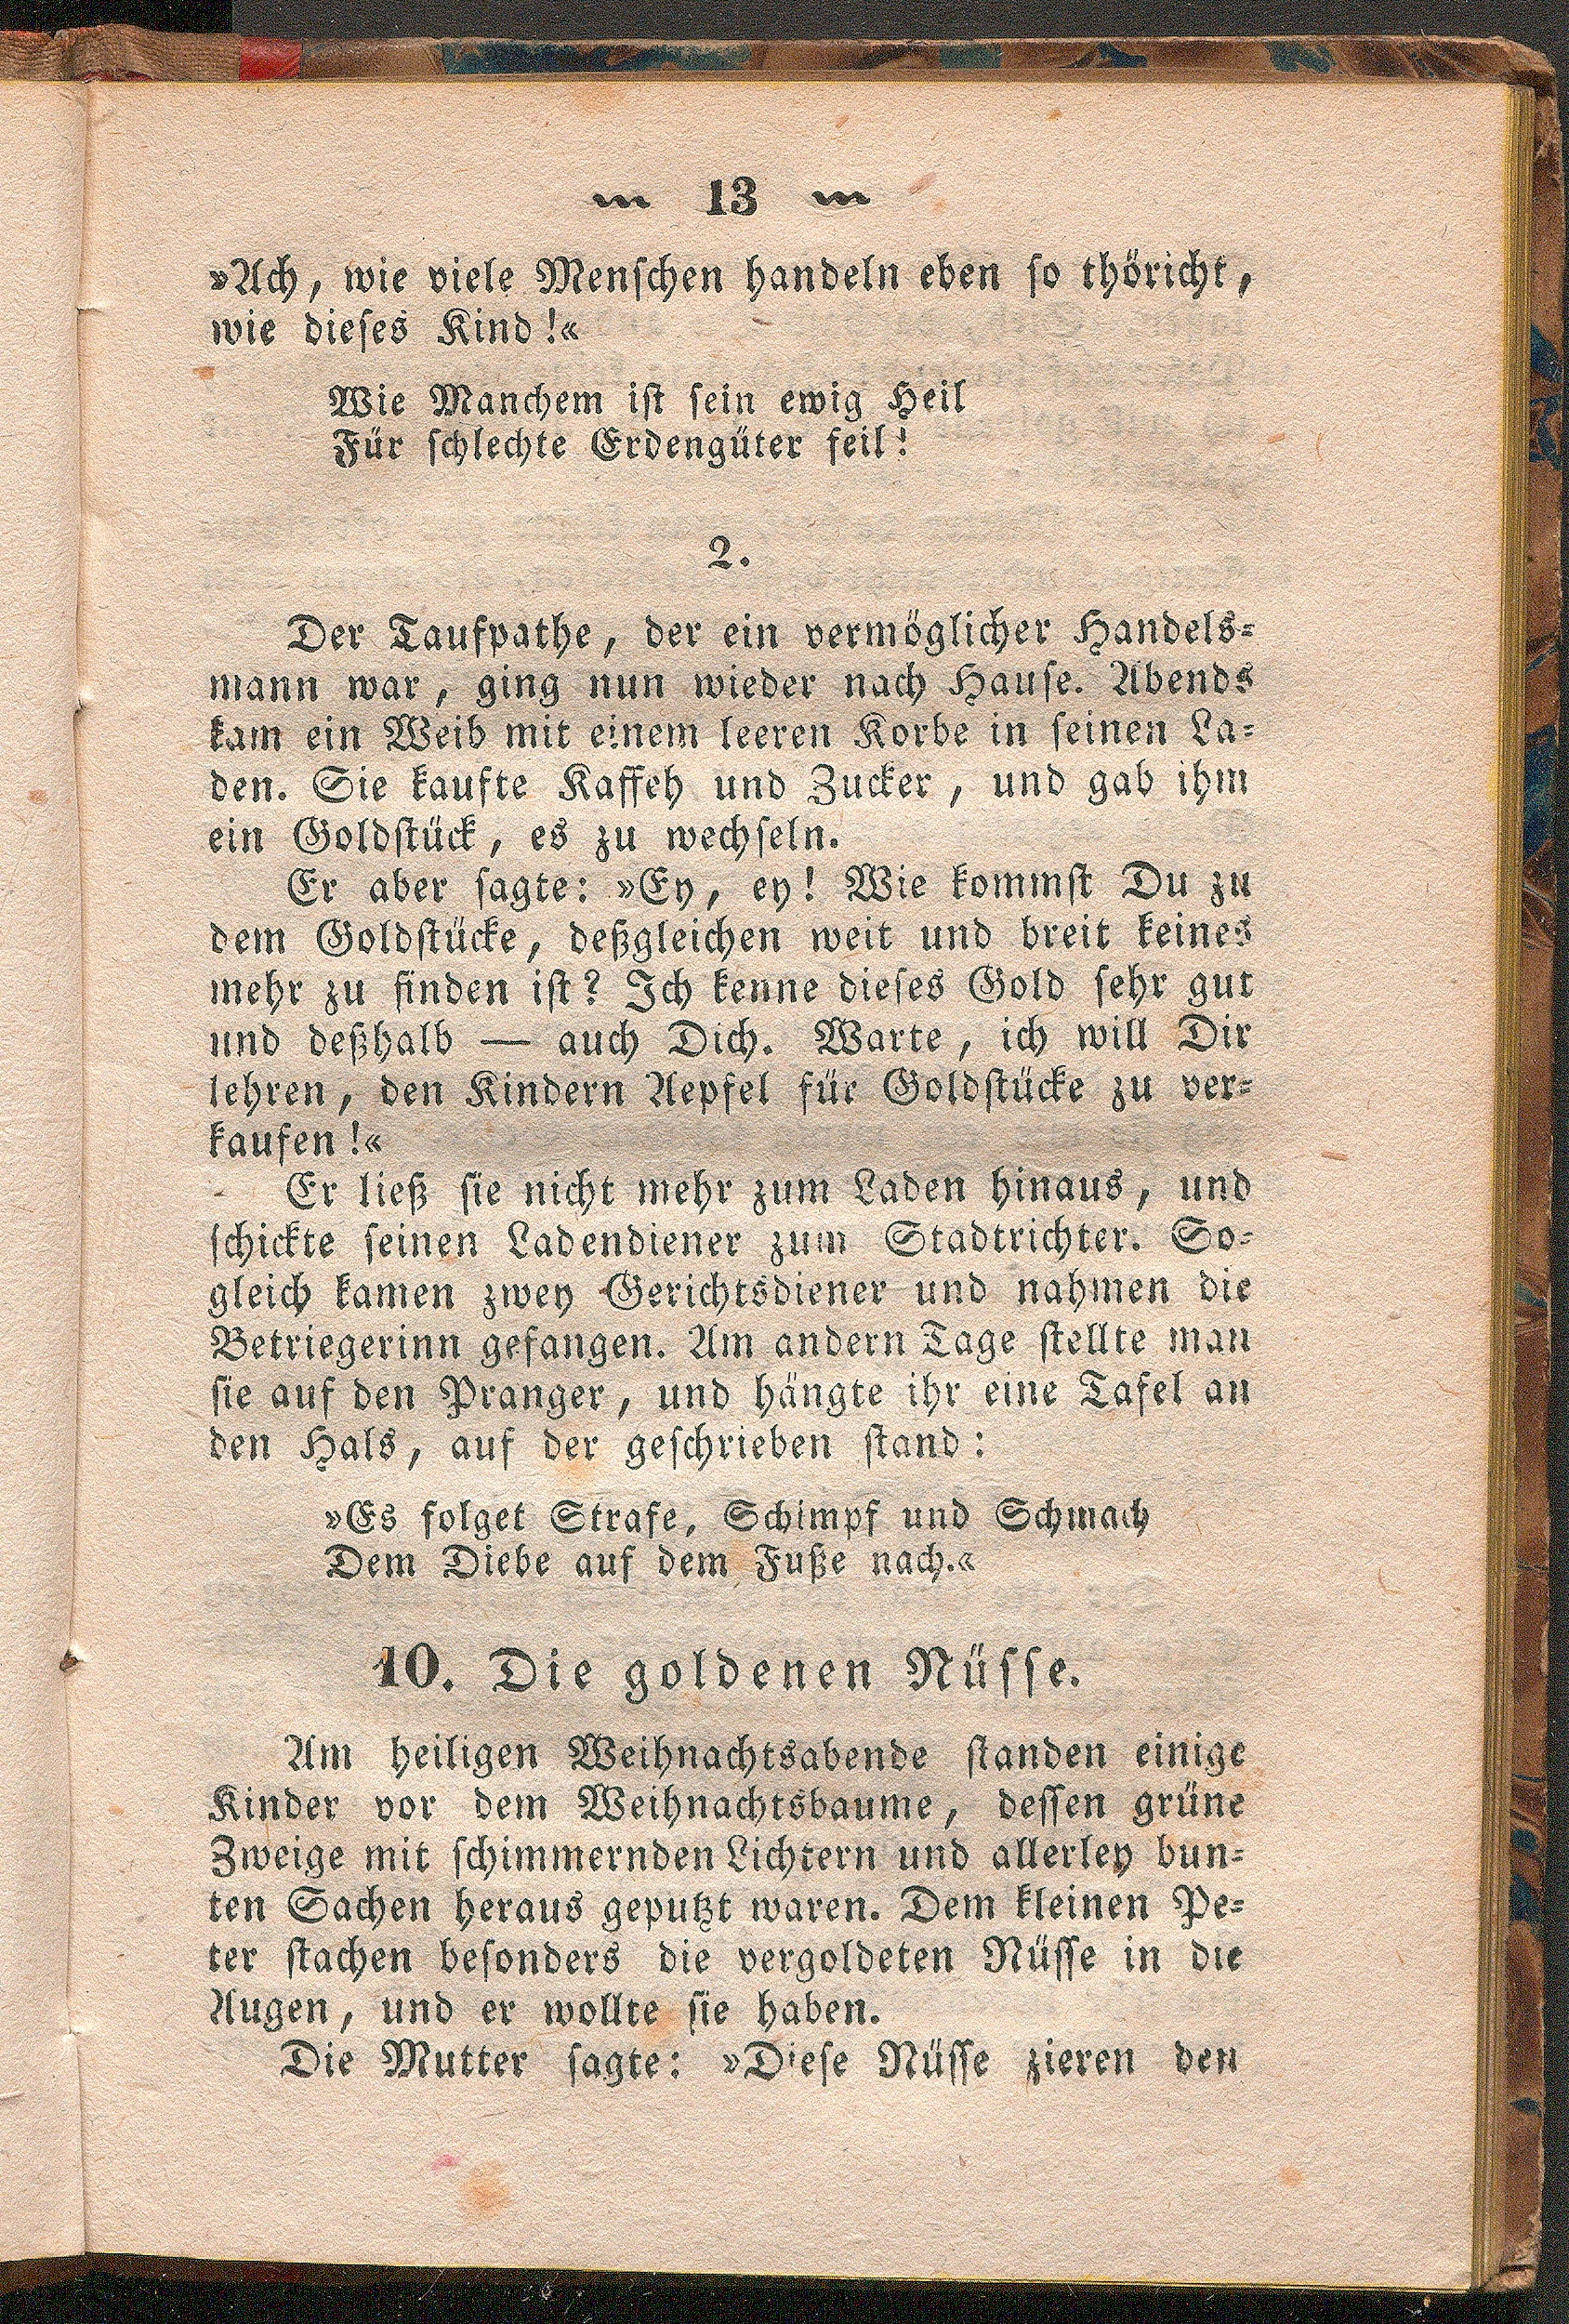 13
»Ach, wie viele Menschen handeln eben so thöricht,
wie dieses Kind!«
Wie Manchem ist sein ewig Heil
Für schlechte Erdengüter feil!
2.
Der Taufpathe, der ein vermöglicher Handels-
mann war, ging nun wieder nach Hause. Abends
kam ein Weib mit einem leeren Korbe in seinen La-
den. Sie kaufte Kaffeh und Zucker, und gab ihm
ein Goldstück, es zu wechseln.
Er aber sagte: »Ey, ey! Wie kommst Du zu
dem Goldstücke, deßgleichen weit und breit keines
mehr zu finden ist? Ich kenne dieses Gold sehr gut
und deßhalb — auch Dich. Warte, ich will Dir
lehren, den Kindern Aepfel für Goldstücke zu ver-
kaufen!«
Er ließ sie nicht mehr zum Laden hinaus, und
schickte seinen Ladendiener zum Stadtrichter. So-
gleich kamen zwey Gerichtsdiener und nahmen die
Betriegerinn gefangen. Am andern Tage stellte man
sie auf den Pranger, und hängte ihr eine Tafel an
den Hals, auf der geschrieben stand:
»Es folget Strafe, Schimpf und Schmach
Dem Diebe auf dem Fuße nach.«
10. Die goldenen Nüsse.
Am heiligen Weihnachtsabende standen einige
Kinder vor dem Weihnachtsbaume, dessen grüne
Zweige mit schimmernden Lichtern und allerley bun-
ten Sachen heraus geputzt waren. Dem kleinen Pe-
ter stachen besonders die vergoldeten Nüsse in die
Augen, und er wollte sie haben.
Die Mutter sagte: »Diese Nüsse zieren den